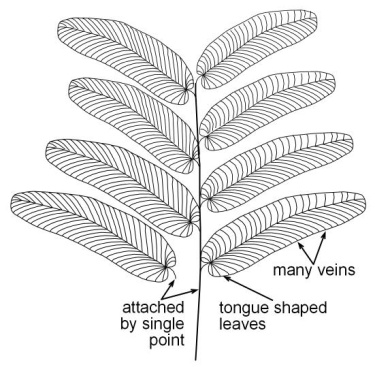 many veins
attached
by single
point
tongue shaped
leaves